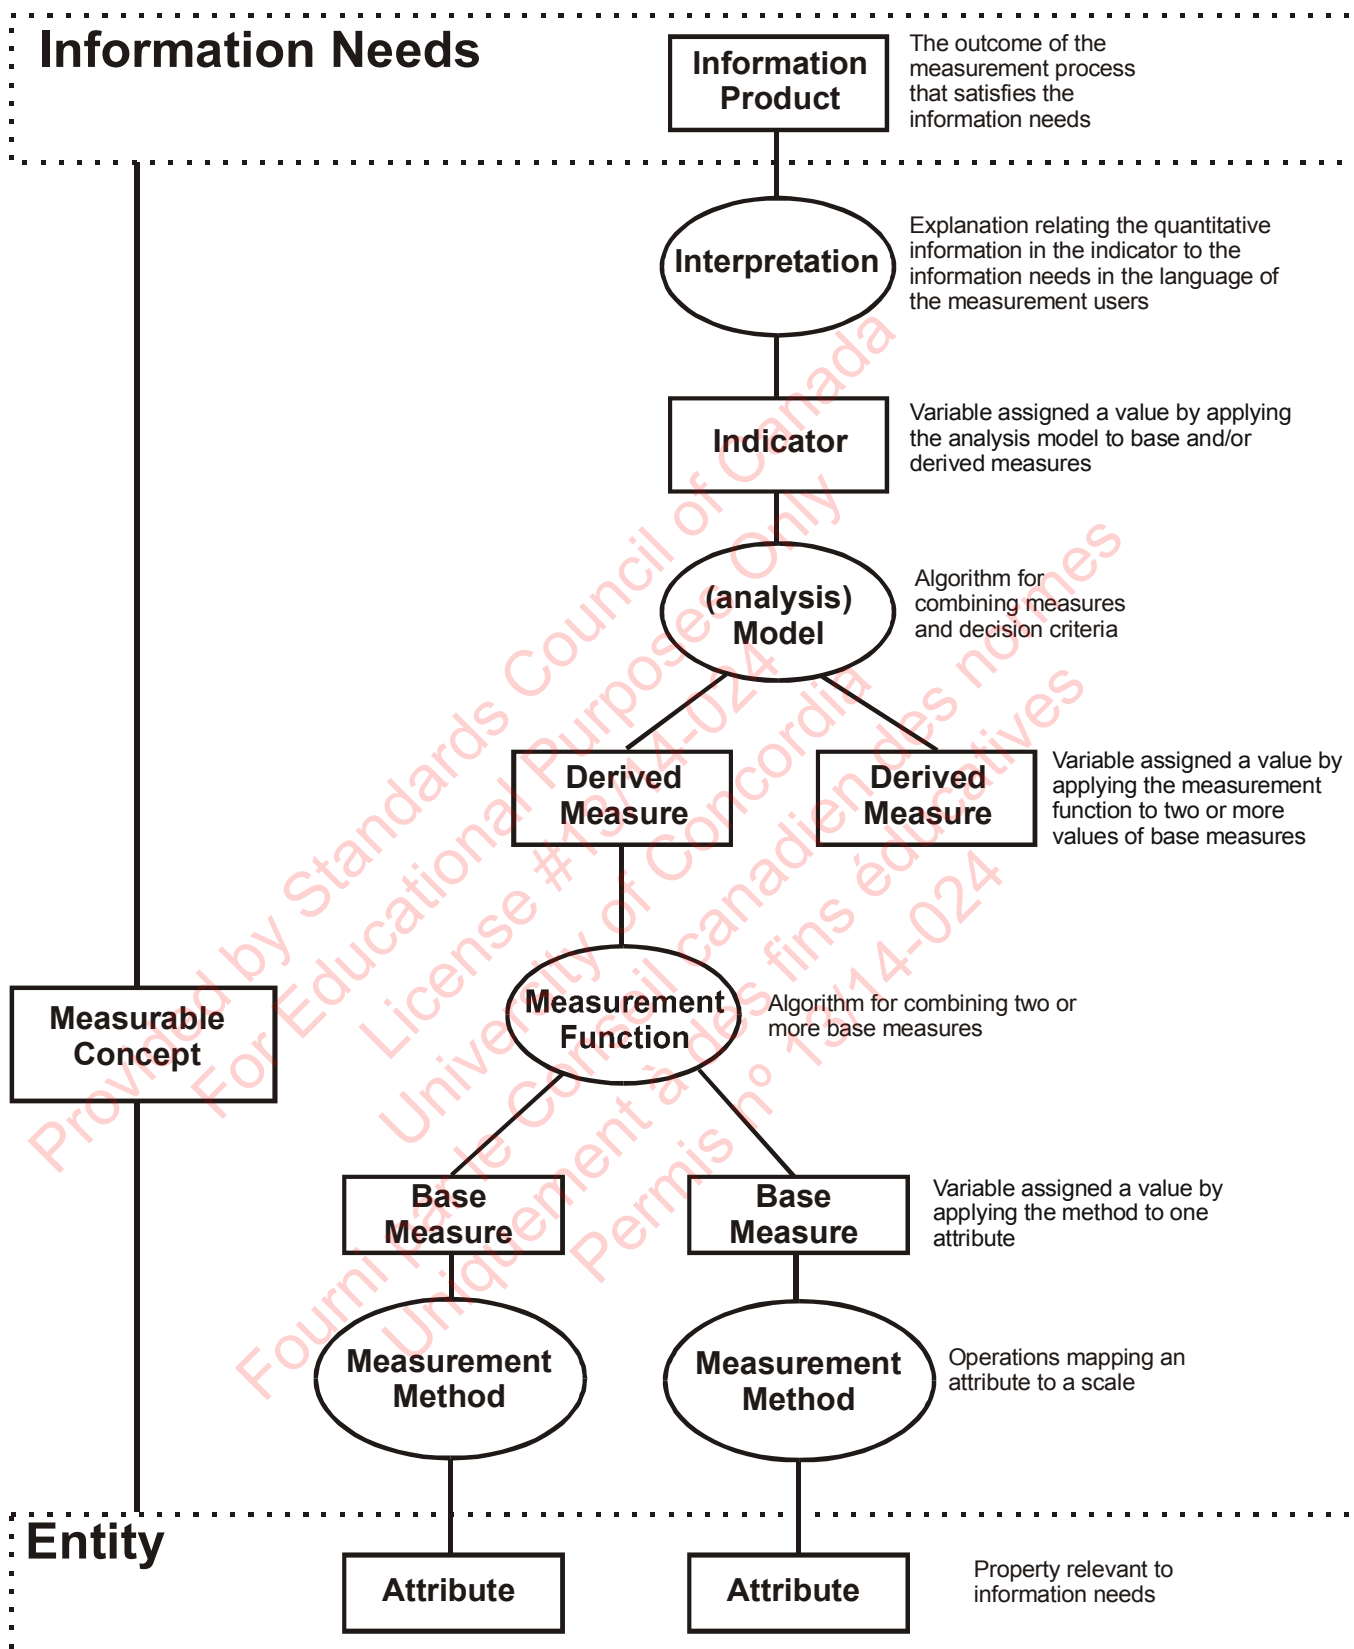 Information Needs
Information
Product
The outcome of the
measurement process
that satisfies the
information needs
Interpretation
Explanation relating the quantitative
information in the indicator to the
information needs in the language of
the measurement users
Indicator
Variable assigned a value by applying
the analysis model to base and/or
derived measures
(analysis)
Model
Algorithm for
combining measures
and decision criteria
Derived
Measure
Derived
Measure
Variable assigned a value by
applying the measurement
function to two or more
values of base measures
Measurable
Concept
Measurement
Function
Algorithm for combining two or
more base measures
Base
Measure
Base
Measure
Variable assigned a value by
applying the method to one
attribute
Measurement
Method
Measurement
Method
Operations mapping an
attribute to a scale
Entity
Attribute
Attribute
Property relevant to
information needs
Provided by Standards Council of Canada
For Educational Purposes Only
License #13/14-024
University of Concordia
Fourni par le Conseil canadien des normes
Uniquement à des fins éducatives
Permis nº 13/14-024